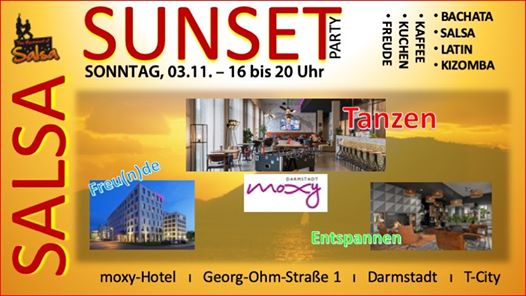 Salsa
SALSA
SUNSET
PARTY
SONNTAG, 03.11. – 16 bis 20 Uhr
KAFFEE
KUCHEN
FREUDE
• BACHATA
• SALSA
• LATIN
• KIZOMBA
Tanzen
Freu(n)de
DARMSTADT
moxy
Entspannen
moxy-Hotel ı Georg-Ohm-Straße 1 ı Darmstadt ı T-City